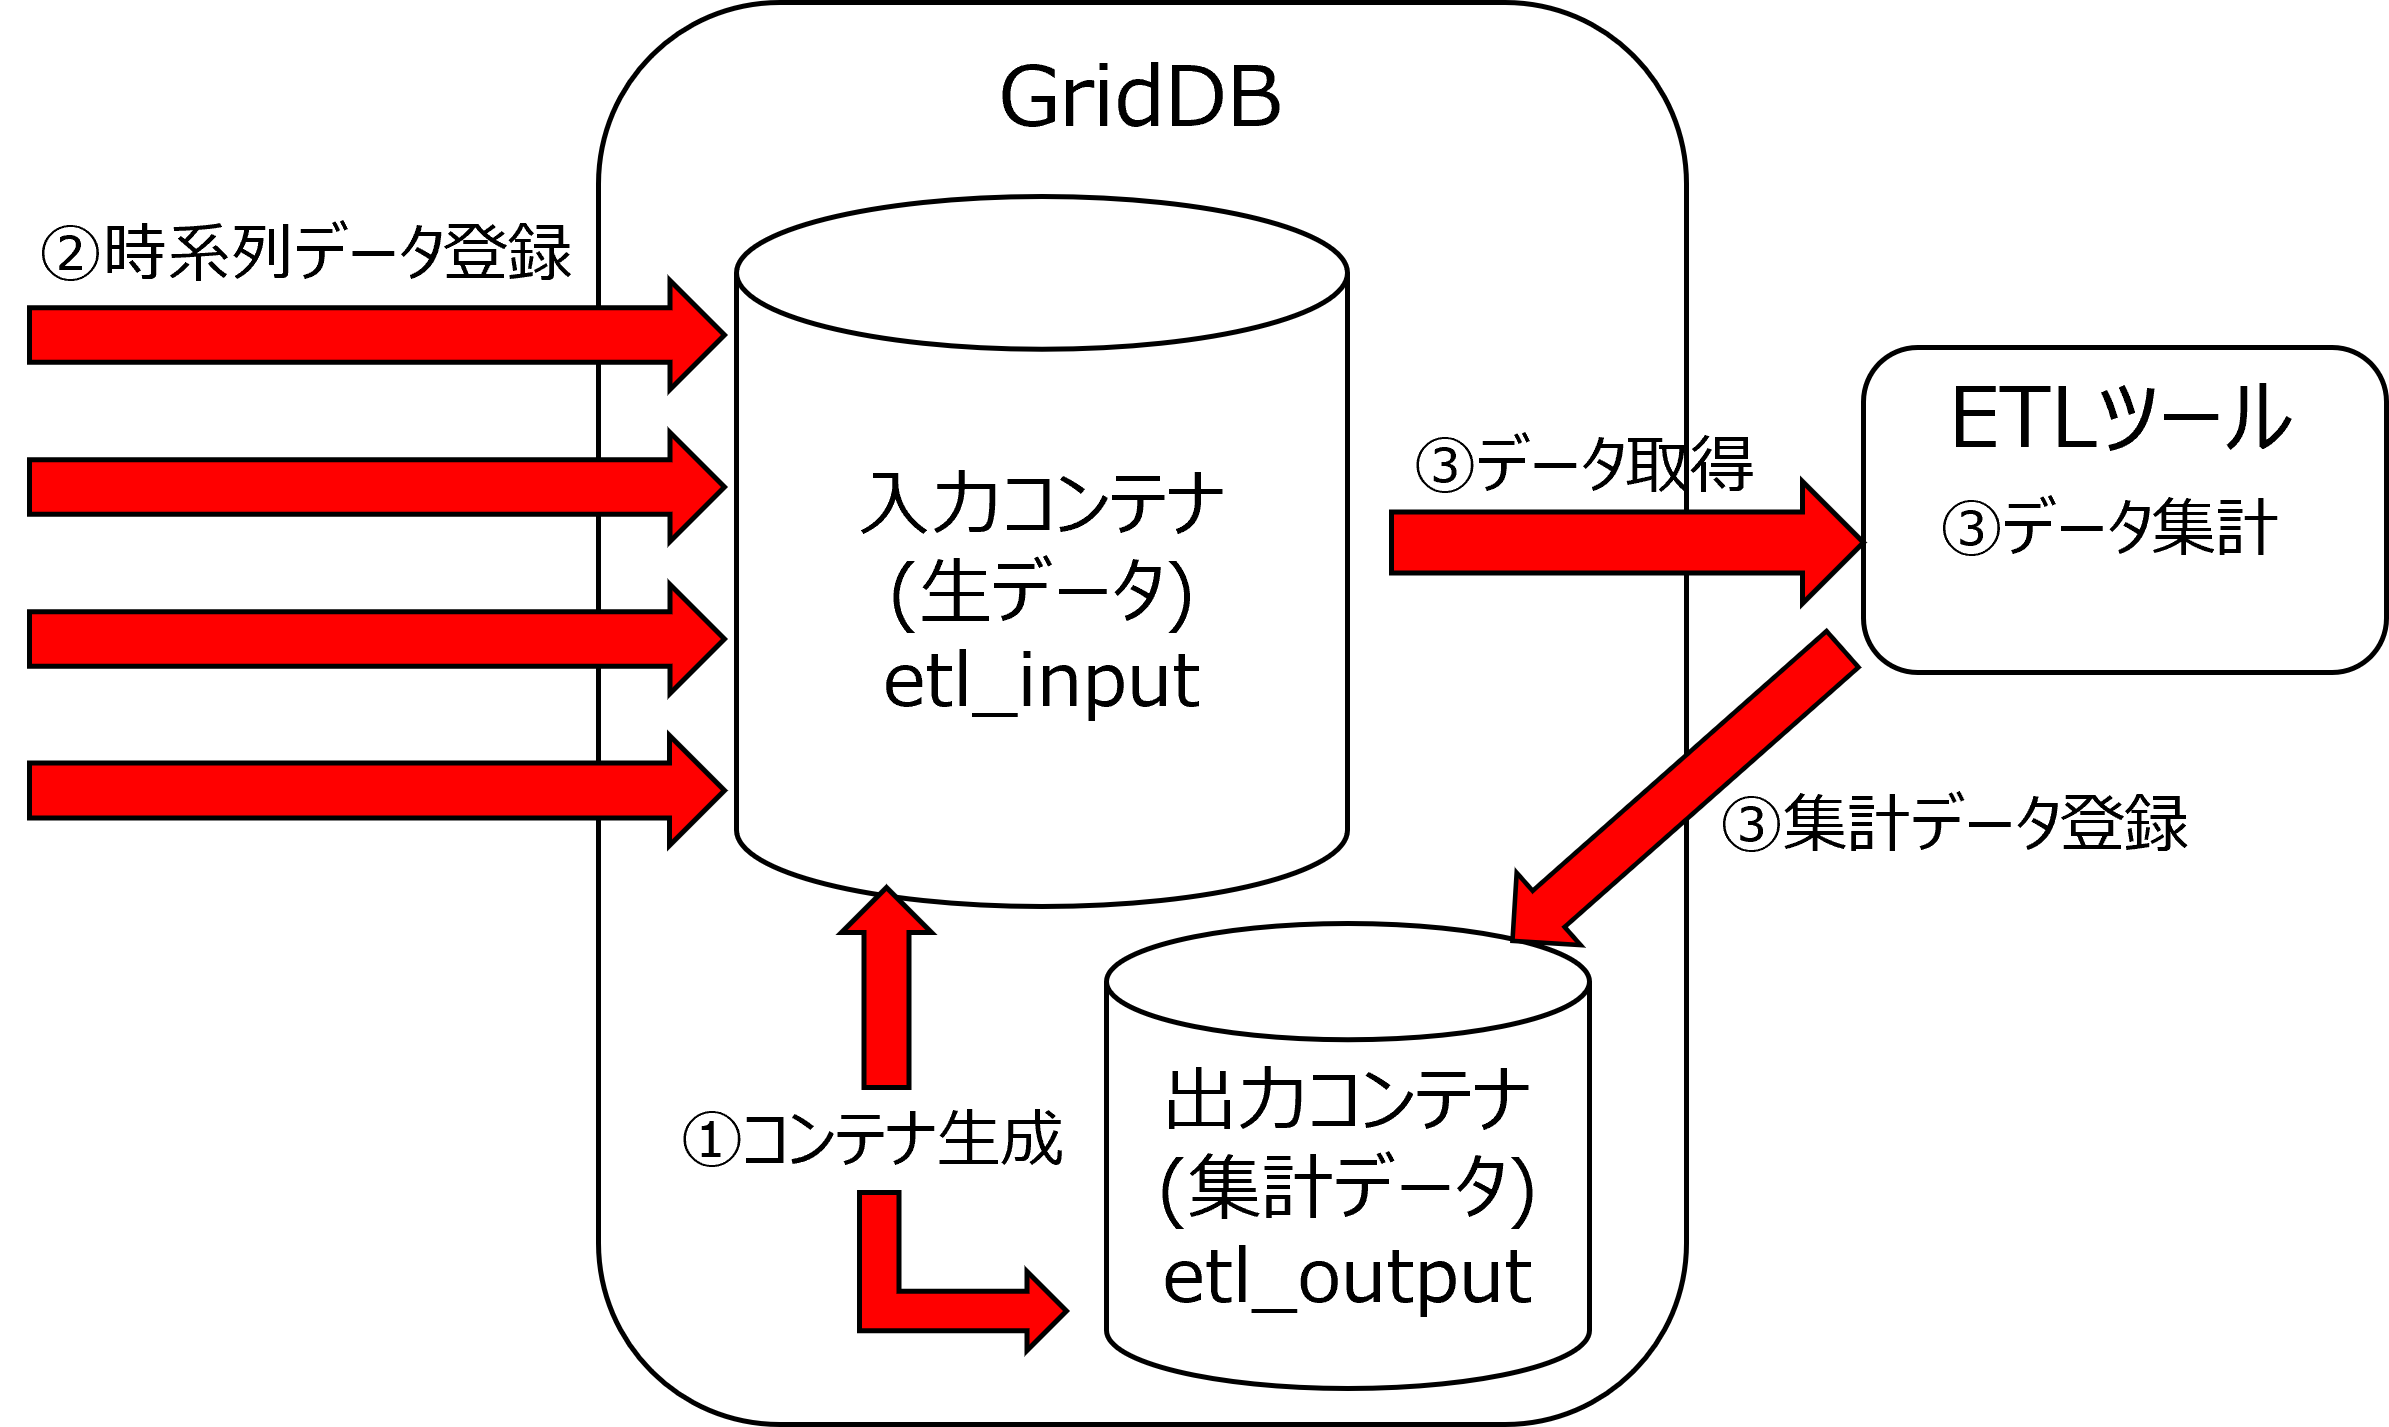 GridDB
②時系列データ登録
入力コンテナ
(生データ)
etl_input
③データ取得
ETLツール
③データ集計
③集計データ登録
①コンテナ生成
出力コンテナ
(集計データ)
etl_output